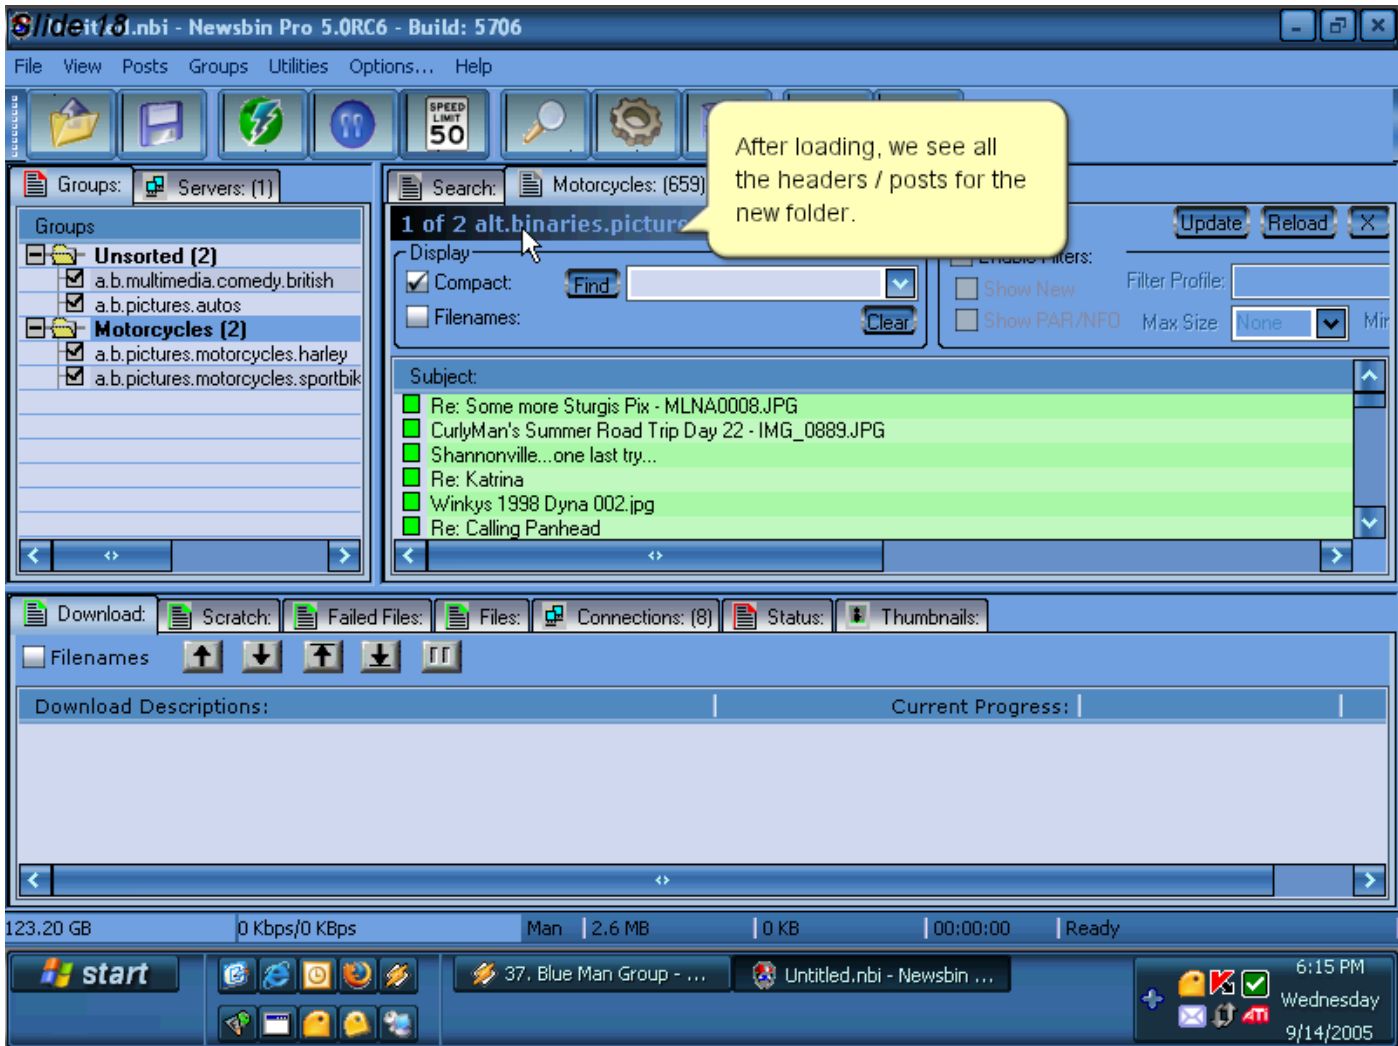 Slide 18
Untitled.nbi - Newsbin Pro 5.0RC6 - Build: 5706
File View Posts Groups Utilities Options... Help
SPEED
LIMIT
50
After loading, we see all
the headers / posts for the
new folder.
Groups: Servers: (1)
Search: Motorcycles: (659)
Groups
1 of 2 alt.binaries.picture
Update Reload X
Unsorted (2)
a.b.multimedia.comedy.british
a.b.pictures.autos
Motorcycles (2)
a.b.pictures.motorcycles.harley
a.b.pictures.motorcycles.sportbik
Display
Compact: Find
Filenames: Clear
Enable Filters:
Show New Filter Profile:
Show PAR/NFO Max Size None Mir
Subject:
Re: Some more Sturgis Pix - MLNA0008.JPG
CurlyMan's Summer Road Trip Day 22 - IMG_0889.JPG
Shannonville...one last try...
Re: Katrina
Winkys 1998 Dyna 002.jpg
Re: Calling Panhead
Download: Scratch: Failed Files: Files: Connections: (8) Status: Thumbnails:
Filenames
Download Descriptions: Current Progress:
123.20 GB 0 Kbps/0 KBps Man 2.6 MB 0 KB 00:00:00 Ready
start 37. Blue Man Group - ... Untitled.nbi - Newsbin ...
ATI
6:15 PM
Wednesday
9/14/2005